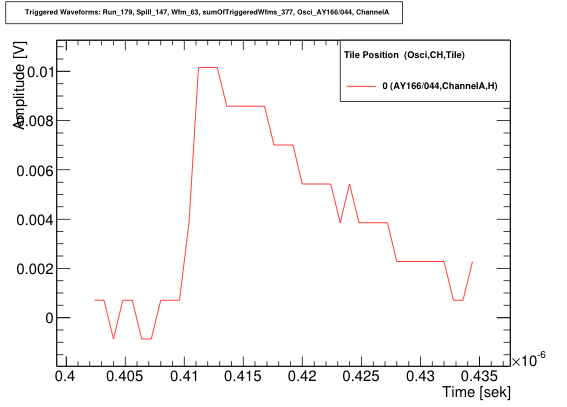 Triggered Waveforms: Run_179, Spill_147, Wfm_63, sumOfTriggeredWfms_377, Osci_AY166/044, ChannelA
Amplitude [V]
Tile Position (Osci,CH,Tile)
0 (AY166/044,ChannelA,H)
0.01
0.008
0.006
0.004
0.002
0
0.4 0.405 0.41 0.415 0.42 0.425 0.43 0.435
×10-6
Time [sek]